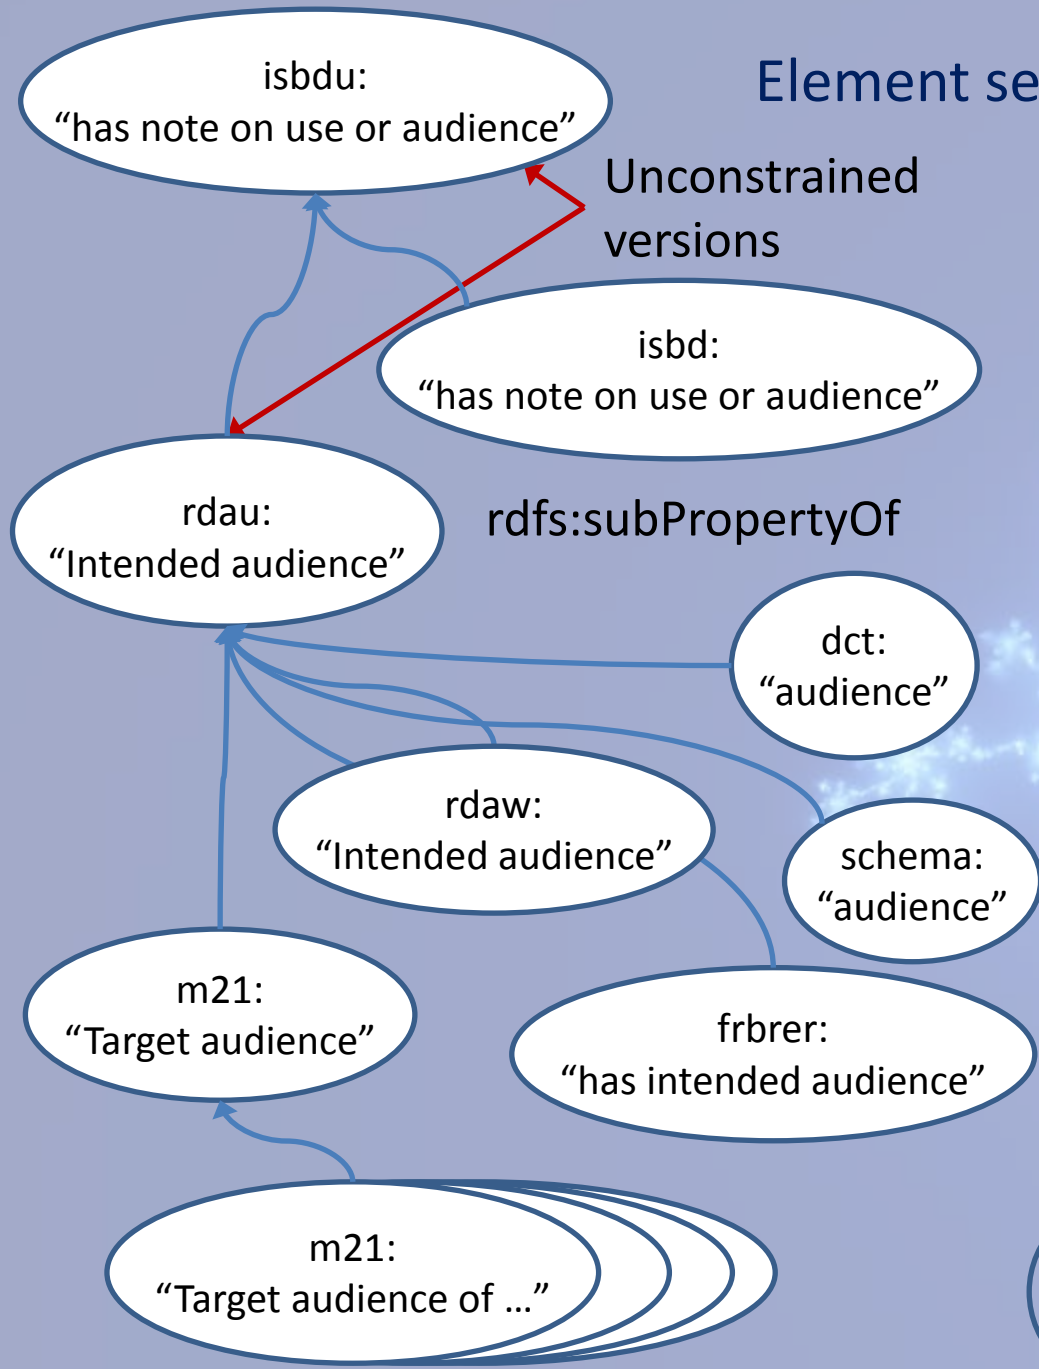 isbdu:
“has note on use or audience”
Element se
Unconstrained
versions
isbd:
“has note on use or audience”
rdau:
“Intended audience”
rdfs:subPropertyOf
dct:
“audience”
rdaw:
“Intended audience”
schema:
“audience”
m21:
“Target audience”
frbrer:
“has intended audience”
m21:
“Target audience of …”